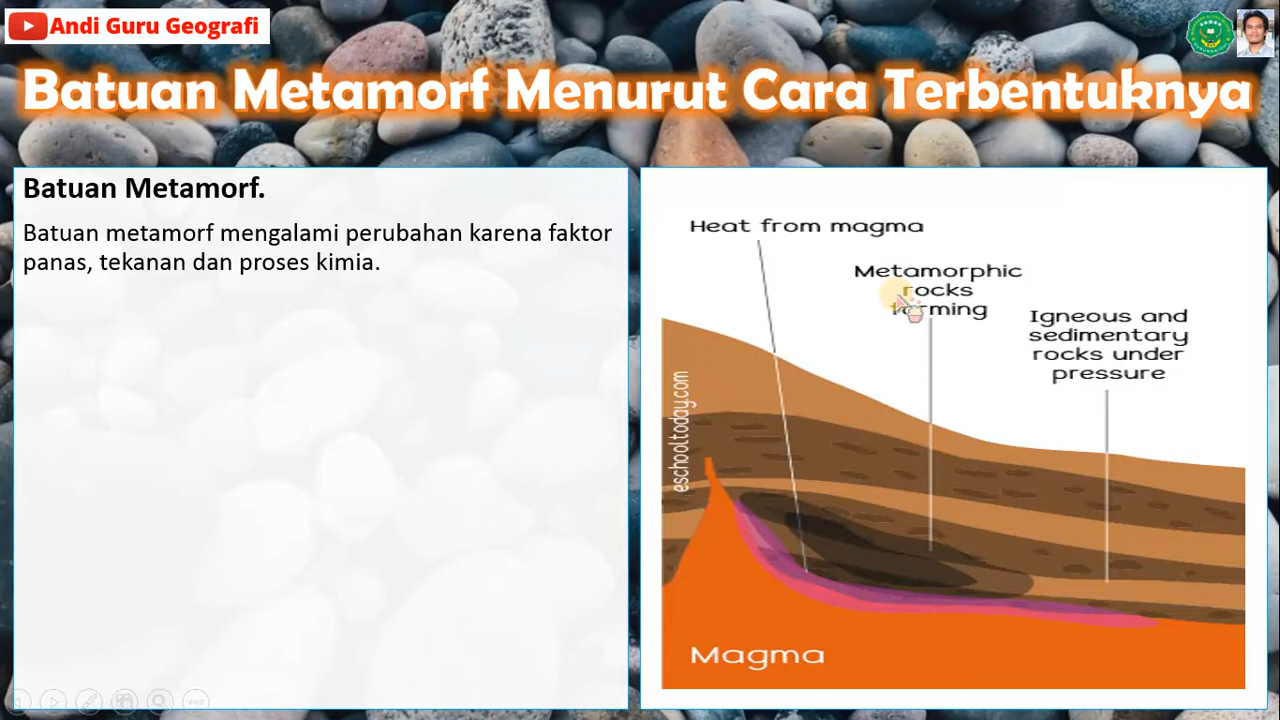 Andi Guru Geografi
Batuan Metamorf Menurut Cara Terbentuknya
Batuan Metamorf.
Batuan metamorf mengalami perubahan karena faktor
panas, tekanan dan proses kimia.
Heat from magma
Metamorphic
rocks
forming
Igneous and
sedimentary
rocks under
pressure
eschooltoday.com
Magma